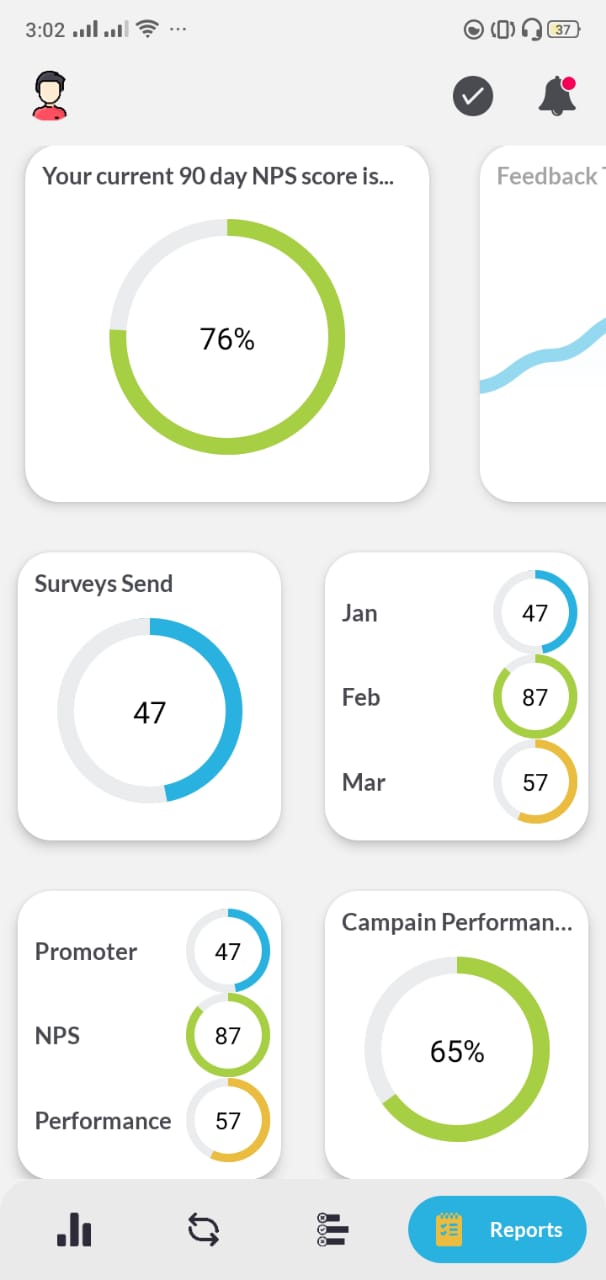 3:02 ... 37
Your current 90 day NPS score is...
Feedback
76%
Surveys Send
47
Jan 47
Feb 87
Mar 57
Promoter 47
NPS 87
Performance 57
Campain Performan...
65%
Reports